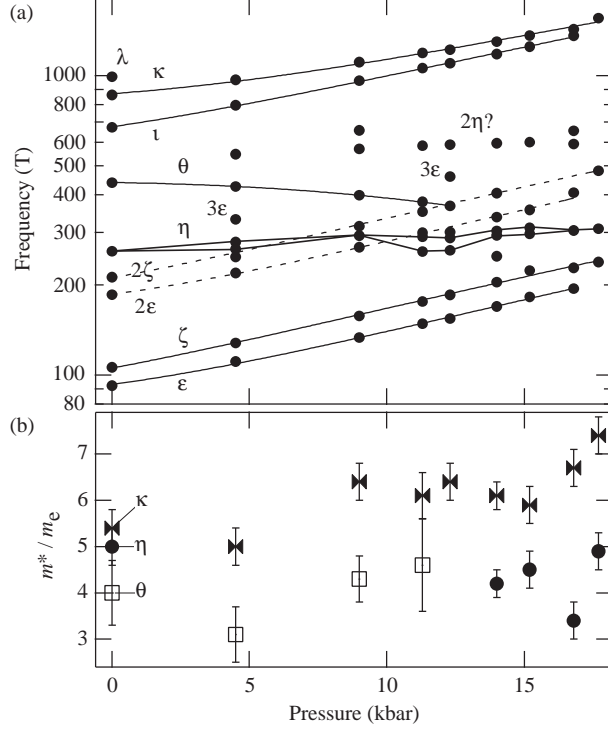 (a)
λ
1000
κ
800
ι
600
2η?
500
θ
3ε
400
3ε
η
300
2ζ
200
2ε
ζ
100
ε
80
Frequency (T)
(b)
7
κ
6
5
η
4
θ
3
m* / me
0
5
10
15
Pressure (kbar)